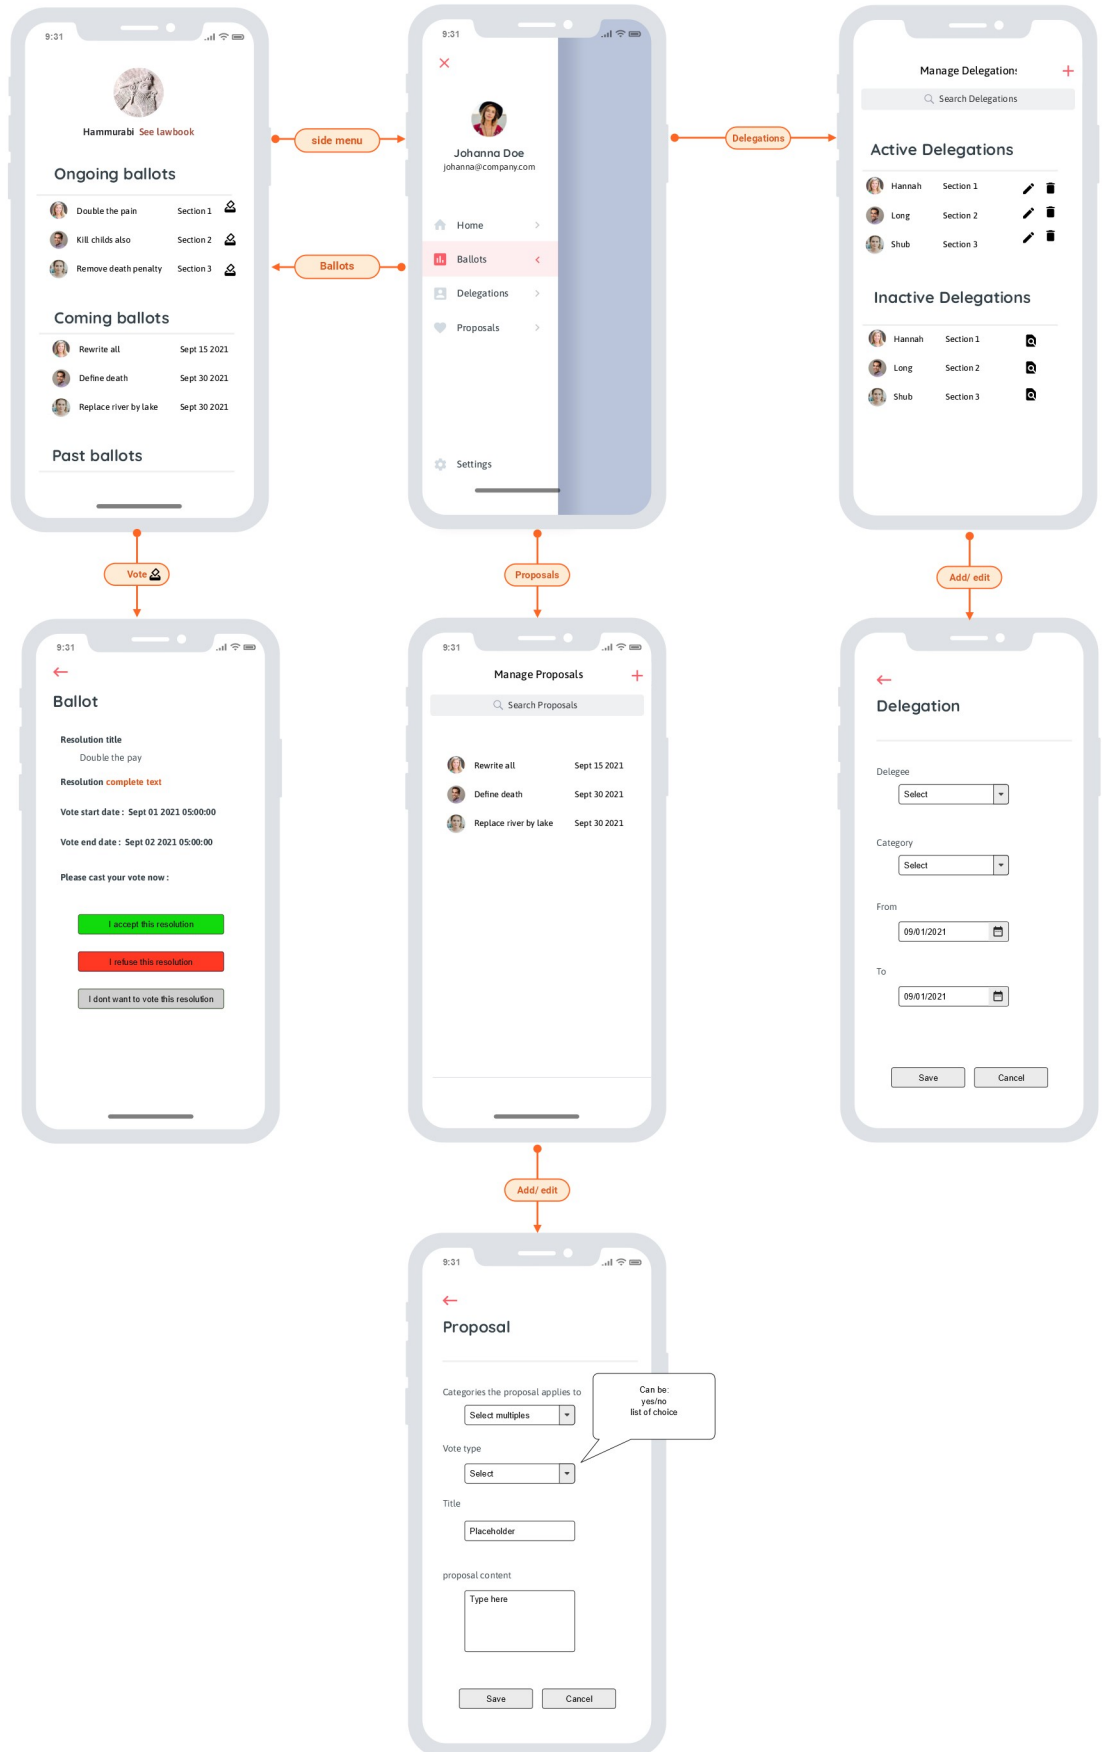 9:31
Hammurabi See lawbook
Ongoing ballots
Double the pain Section 1
Kill childs also Section 2
Remove death penalty Section 3
Coming ballots
Rewrite all Sept 15 2021
Define death Sept 30 2021
Replace river by lake Sept 30 2021
Past ballots
side menu
Ballots
9:31
Johanna Doe
johanna@company.com
Home
Ballots
Delegations
Proposals
Settings
Delegations
Manage Delegations
Search Delegations
Active Delegations
Hannah Section 1
Long Section 2
Shub Section 3
Inactive Delegations
Hannah Section 1
Long Section 2
Shub Section 3
Vote
Proposals
Add/ edit
9:31
Ballot
Resolution title
Double the pay
Resolution complete text
Vote start date : Sept 01 2021 05:00:00
Vote end date : Sept 02 2021 05:00:00
Please cast your vote now :
I accept this resolution
I refuse this resolution
I dont want to vote this resolution
9:31
Manage Proposals
Search Proposals
Rewrite all Sept 15 2021
Define death Sept 30 2021
Replace river by lake Sept 30 2021
Delegation
Delegee
Select
Category
Select
From
09/01/2021
To
09/01/2021
Save Cancel
Add/ edit
9:31
Proposal
Categories the proposal applies to
Select multiples
Can be:
yes/no
list of choice
Vote type
Select
Title
Placeholder
proposal content
Type here
Save Cancel